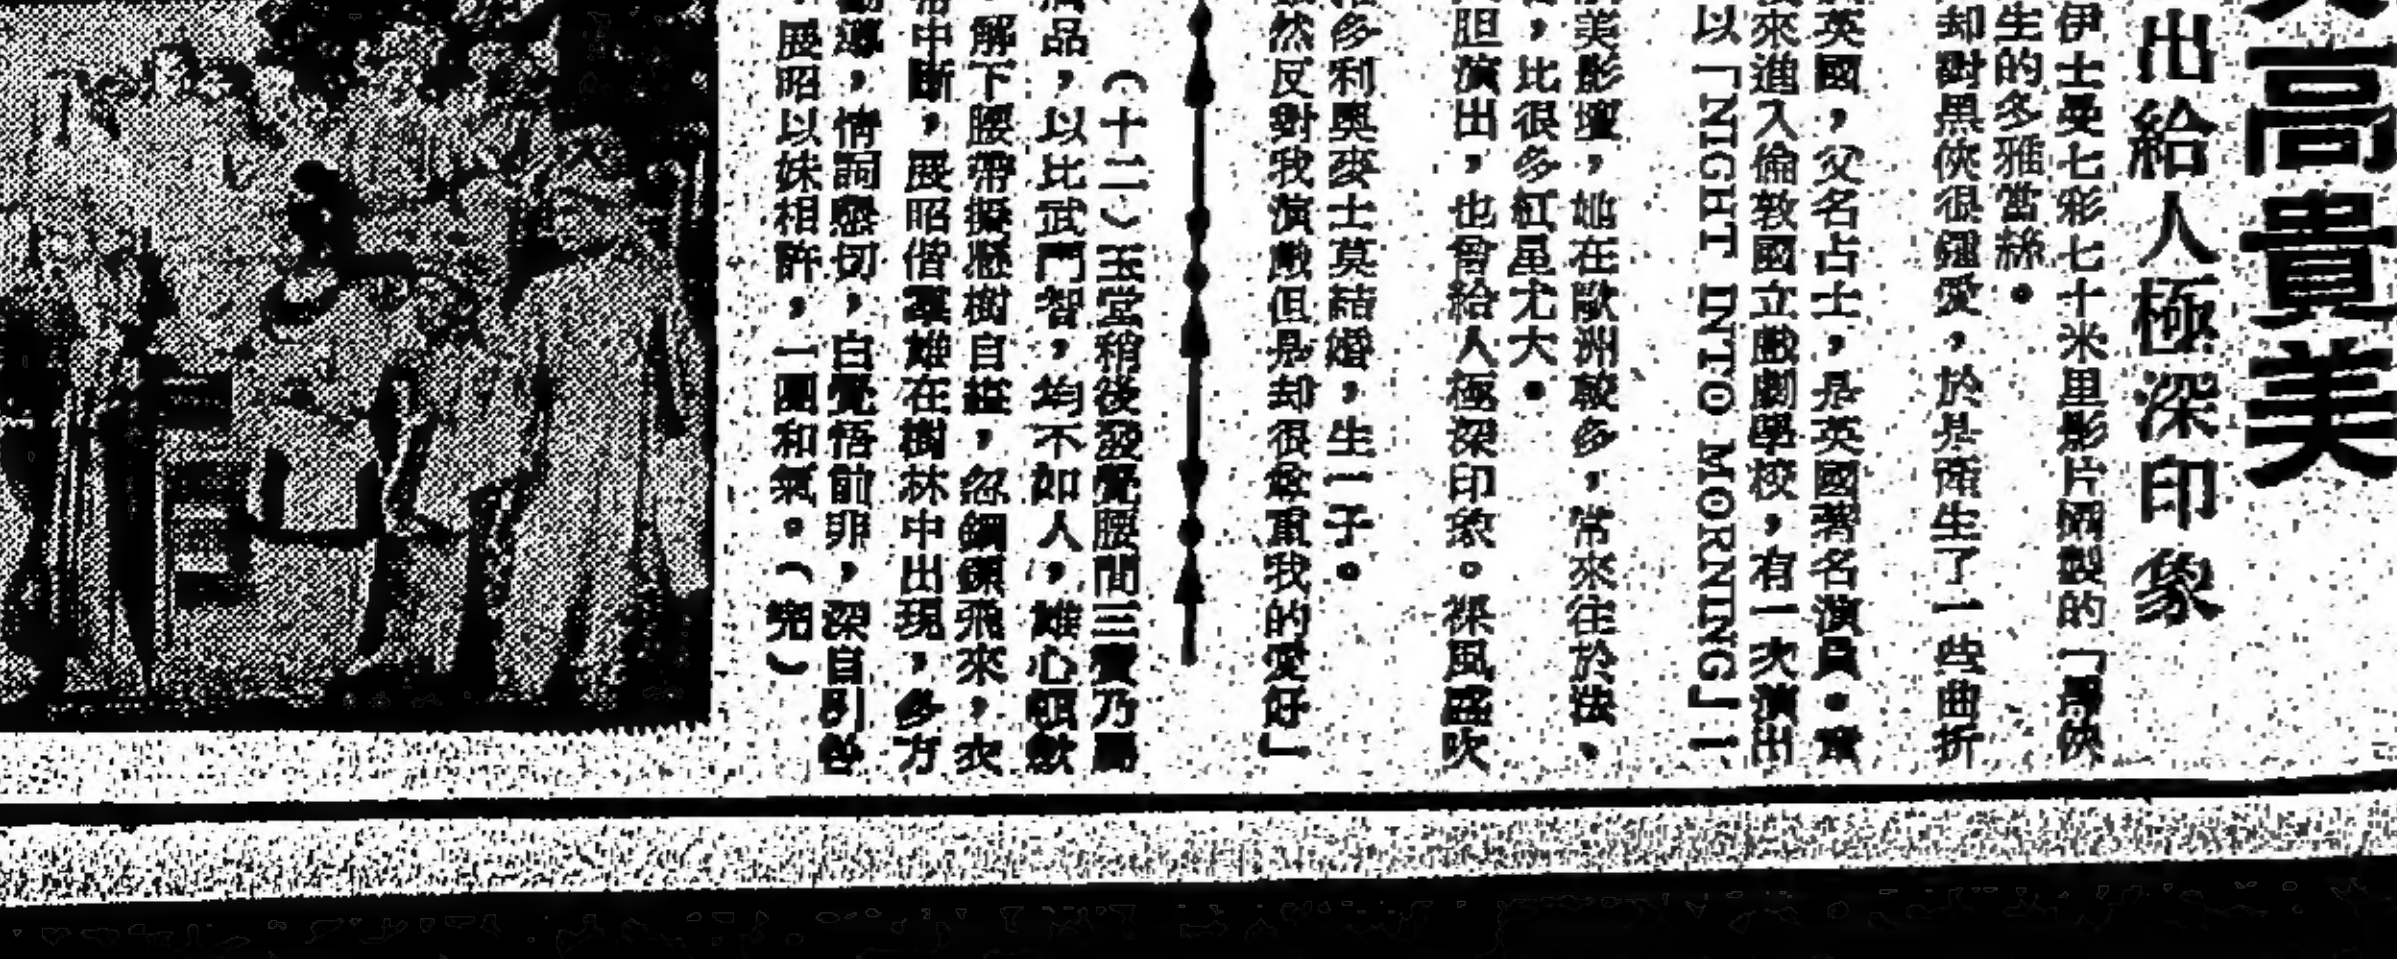 高貴美
出給人極深印象
伊士曼七彩七十米里影片攝製的「黑俠
生的多雅當絲。
却對黑俠很鍾愛，於是產生了一些曲折
英國，父名占士，是英國著名演員。
來進入倫敦國立戲劇學校，有一次演出
以「NIGHT INTO MORNING」一
美影壇，她在歐洲較多，常來往於法、
，比很多紅星尤大。
胆演出，也曾給人極深印象。裸風盛吹
多利奧麥士莫結婚，生一子。
然反對我演戲但是却很尊重我的愛好」
（十二）玉堂稍後發覺腰間三寶乃屬
品，以比武鬥智，均不如人，雄心頓歛
解下腰帶擬懸樹自縊，忽鋼鏢飛來，衣
中斷，展昭偕羣雄在樹林中出現，多方
勸導，情詞懇切，白覺悟前非，深自引咎
，展昭以妹相許，一團和氣。（完）